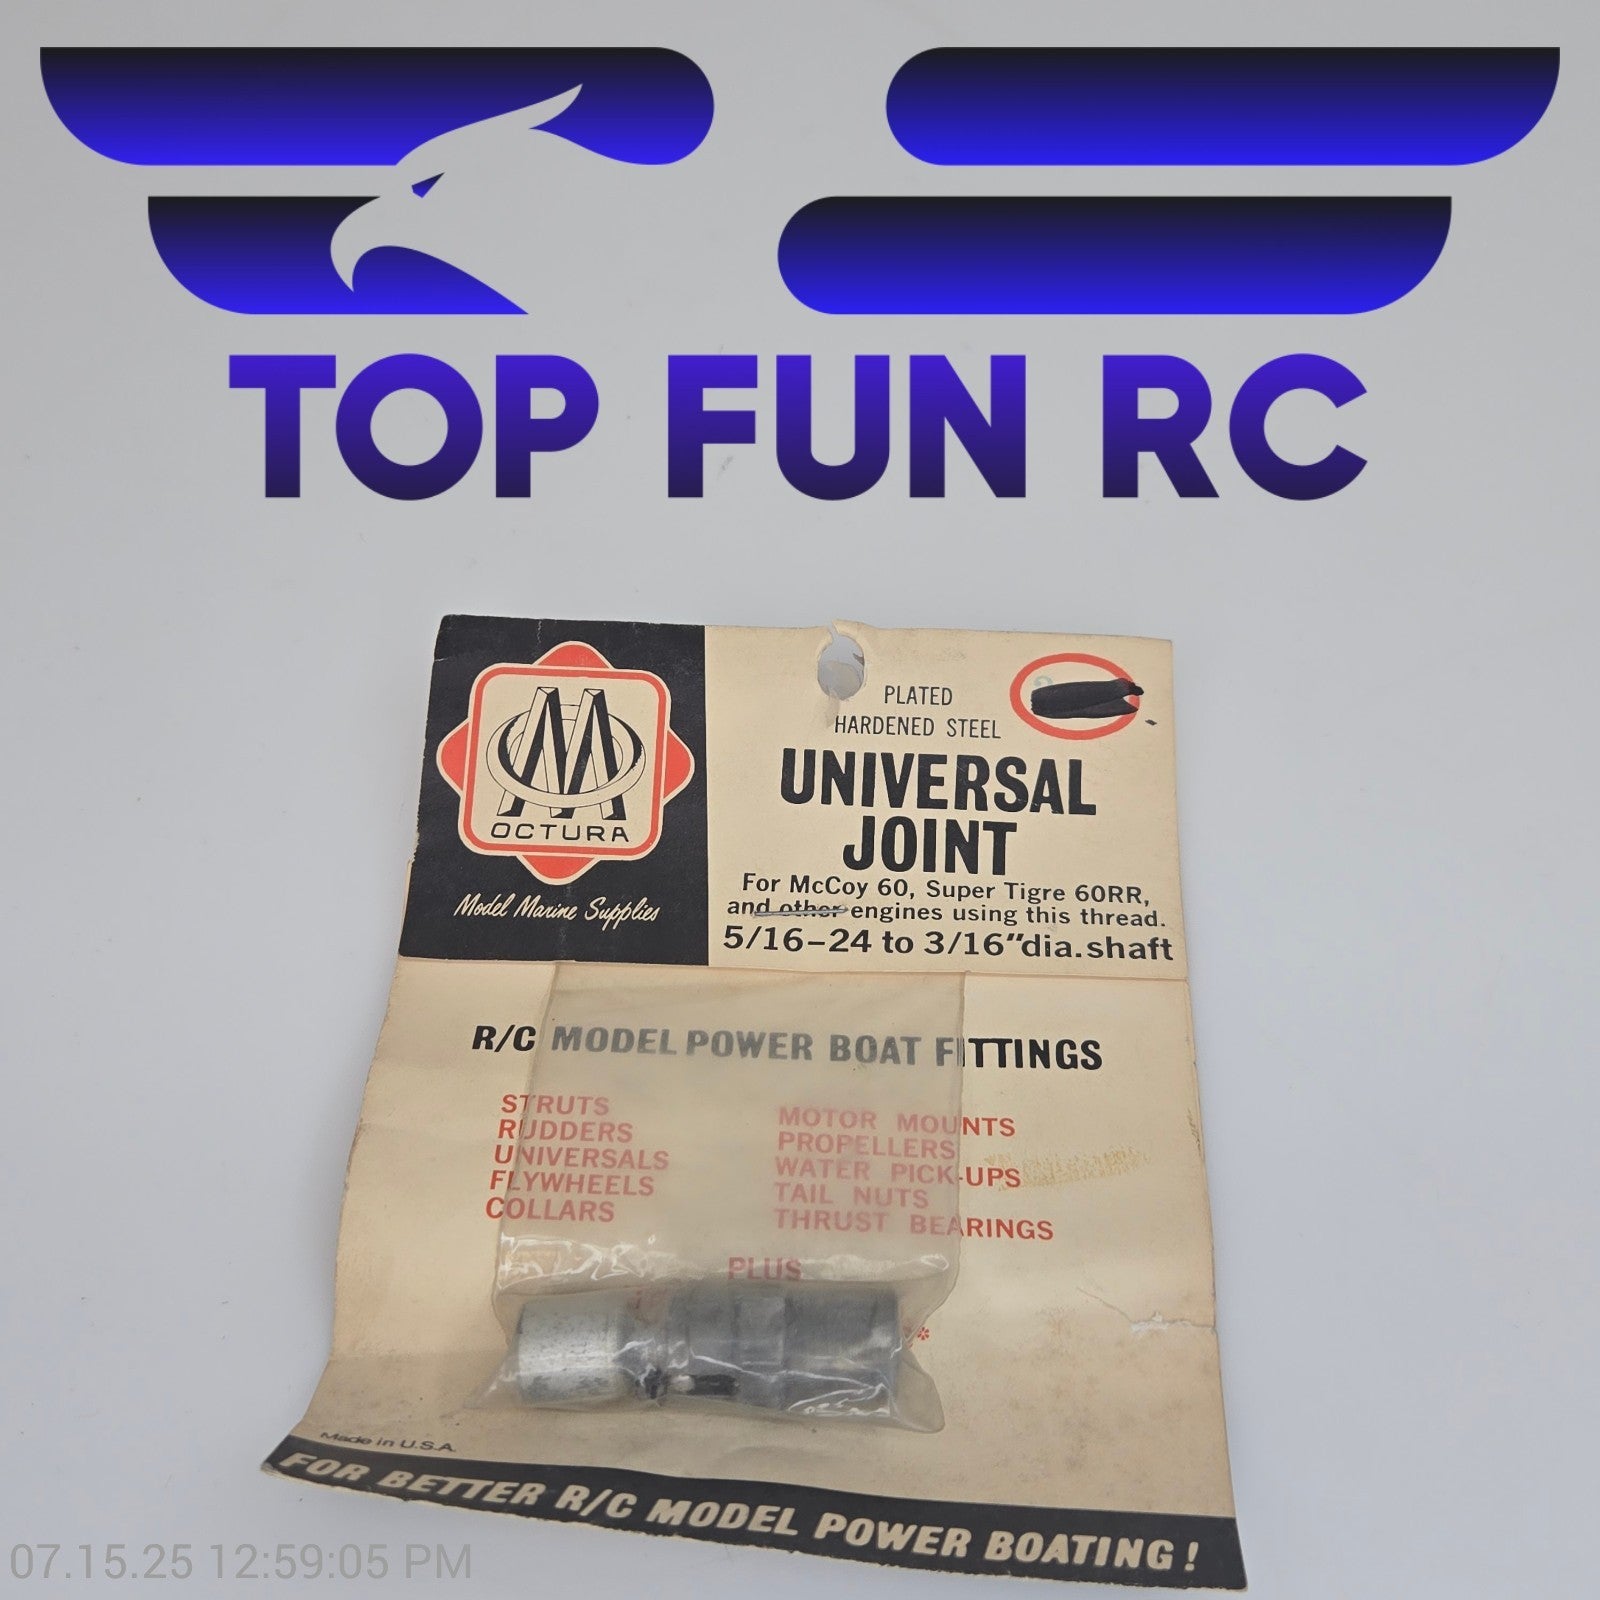 TOP FUN RC
OCTURA
Model Marine Supplies
PLATED
HARDENED STEEL
UNIVERSAL
JOINT
For McCoy 60, Super Tigre 60RR,
and other engines using this thread.
5/16-24 to 3/16"dia.shaft
R/C MODEL POWER BOAT FITTINGS
STRUTS
RUDDERS
UNIVERSALS
FLYWHEELS
COLLARS
MOTOR MOUNTS
PROPELLERS
WATER PICK-UPS
TAIL NUTS
THRUST BEARINGS
PLUS
Made in U.S.A.
FOR BETTER R/C MODEL POWER BOATING!
07.15.25 12:59:05 PM